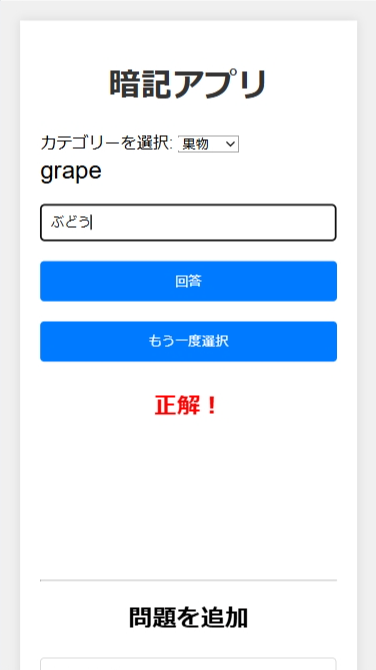 暗記アプリ
カテゴリーを選択: 果物
grape
ぶどう
回答
もう一度選択
正解！
問題を追加